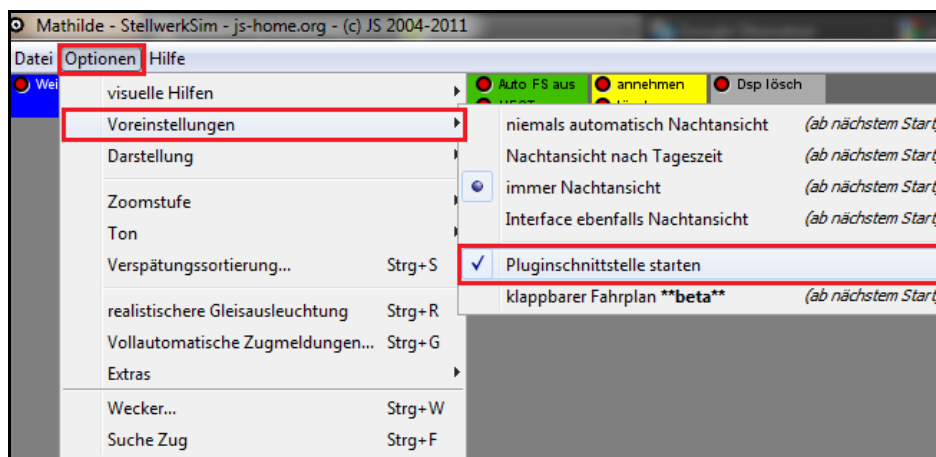 Mathilde - StellwerkSim - js-home.org - (c) JS 2004-2011
Datei Optionen Hilfe
Wei
Auto FS aus annehmen Dsp lösch
visuelle Hilfen
Voreinstellungen
Darstellung
Zoomstufe
Ton
Verspätungssortierung... Strg+S
realistischere Gleisausleuchtung Strg+R
Vollautomatische Zugmeldungen... Strg+G
Extras
Wecker... Strg+W
Suche Zug Strg+F
niemals automatisch Nachtansicht (ab nächstem Start
Nachtansicht nach Tageszeit (ab nächstem Start
immer Nachtansicht (ab nächstem Start
Interface ebenfalls Nachtansicht (ab nächstem Start
Pluginschnittstelle starten
klappbarer Fahrplan **beta** (ab nächstem Start